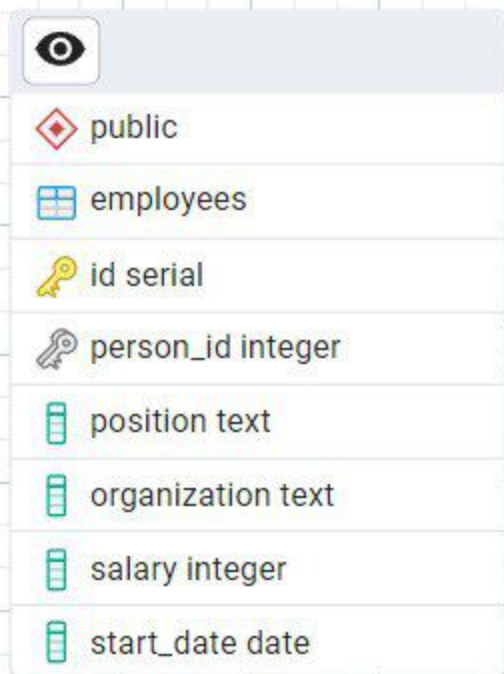 public
employees
id serial
person_id integer
position text
organization text
salary integer
start_date date